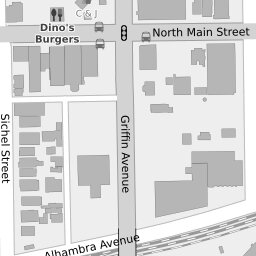 C & J
Dino's
Burgers
North Main Street
Griffin Avenue
Sichel Street
Alhambra Avenue